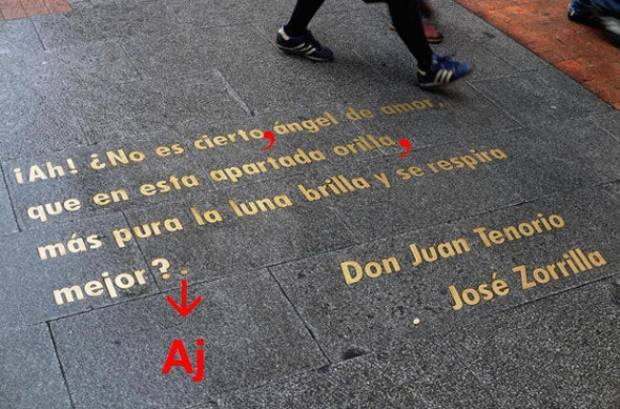 ¡Ah! ¿No es cierto, ángel de amor,
que en esta apartada orilla,
más pura la luna brilla y se respira
mejor?.
Don Juan Tenorio
José Zorrilla
Aj